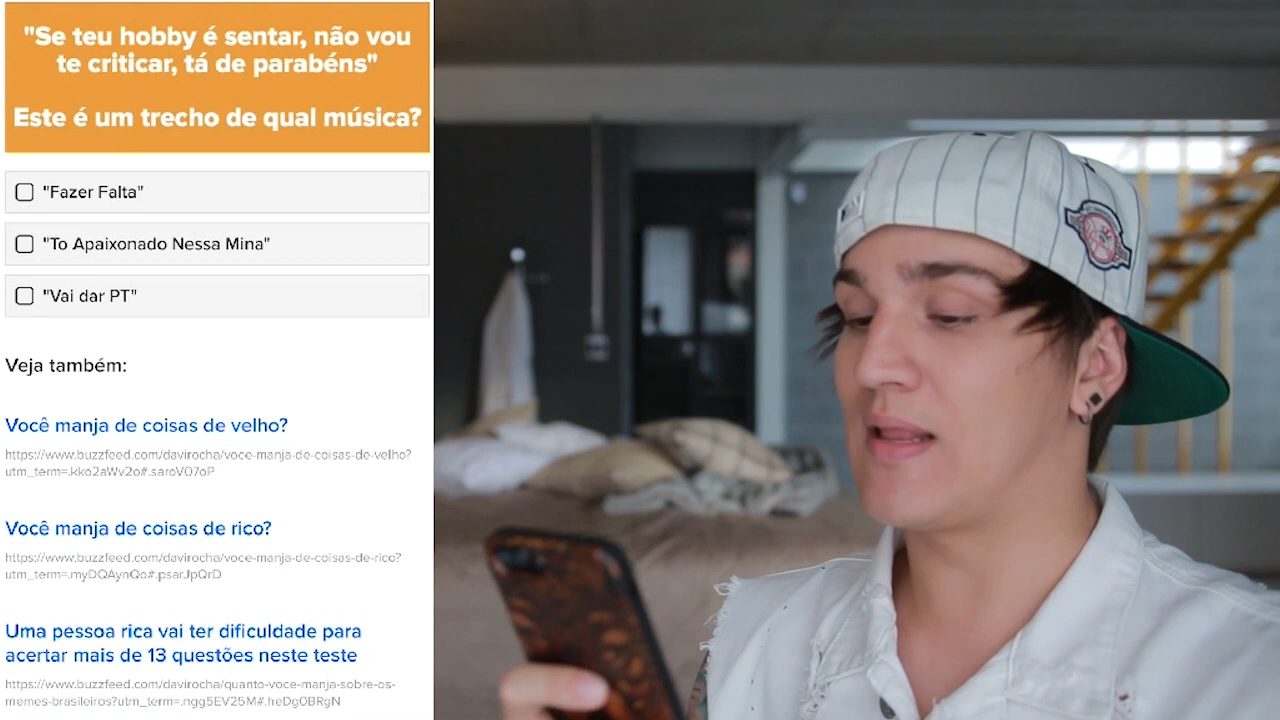 "Se teu hobby é sentar, não vou
te criticar, tá de parabéns"
Este é um trecho de qual música?
"Fazer Falta"
"To Apaixonado Nessa Mina"
"Vai dar PT"
Veja também:
Você manja de coisas de velho?
https://www.buzzfeed.com/davirocha/voce-manja-de-coisas-de-velho?
utm_term=.kko2aWv2o#.saroVO7oP
Você manja de coisas de rico?
https://www.buzzfeed.com/davirocha/voce-manja-de-coisas-de-rico?
utm_term=.myDQAynQo#.psarJpQrD
Uma pessoa rica vai ter dificuldade para
acertar mais de 13 questões neste teste
https://www.buzzfeed.com/davirocha/quanto-voce-manja-sobre-os-
memes-brasileiros?utm_term=.ngg5EV25M#.heDg0BRgN